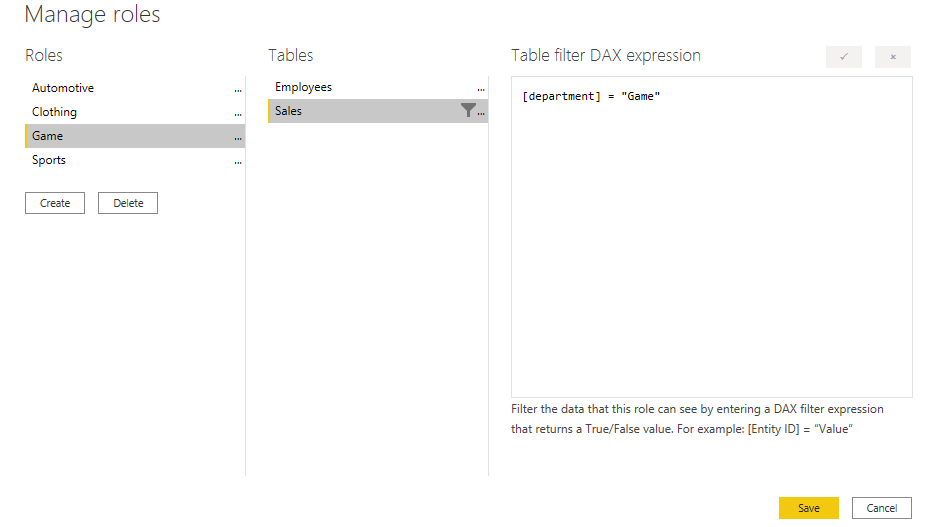 Manage roles
Roles
Tables
Table filter DAX expression
Automotive ...
Clothing ...
Game ...
Sports ...
Create
Delete
Employees ...
Sales ...
[department] = "Game"
Filter the data that this role can see by entering a DAX filter expression
that returns a True/False value. For example: [Entity ID] = “Value”
Save
Cancel